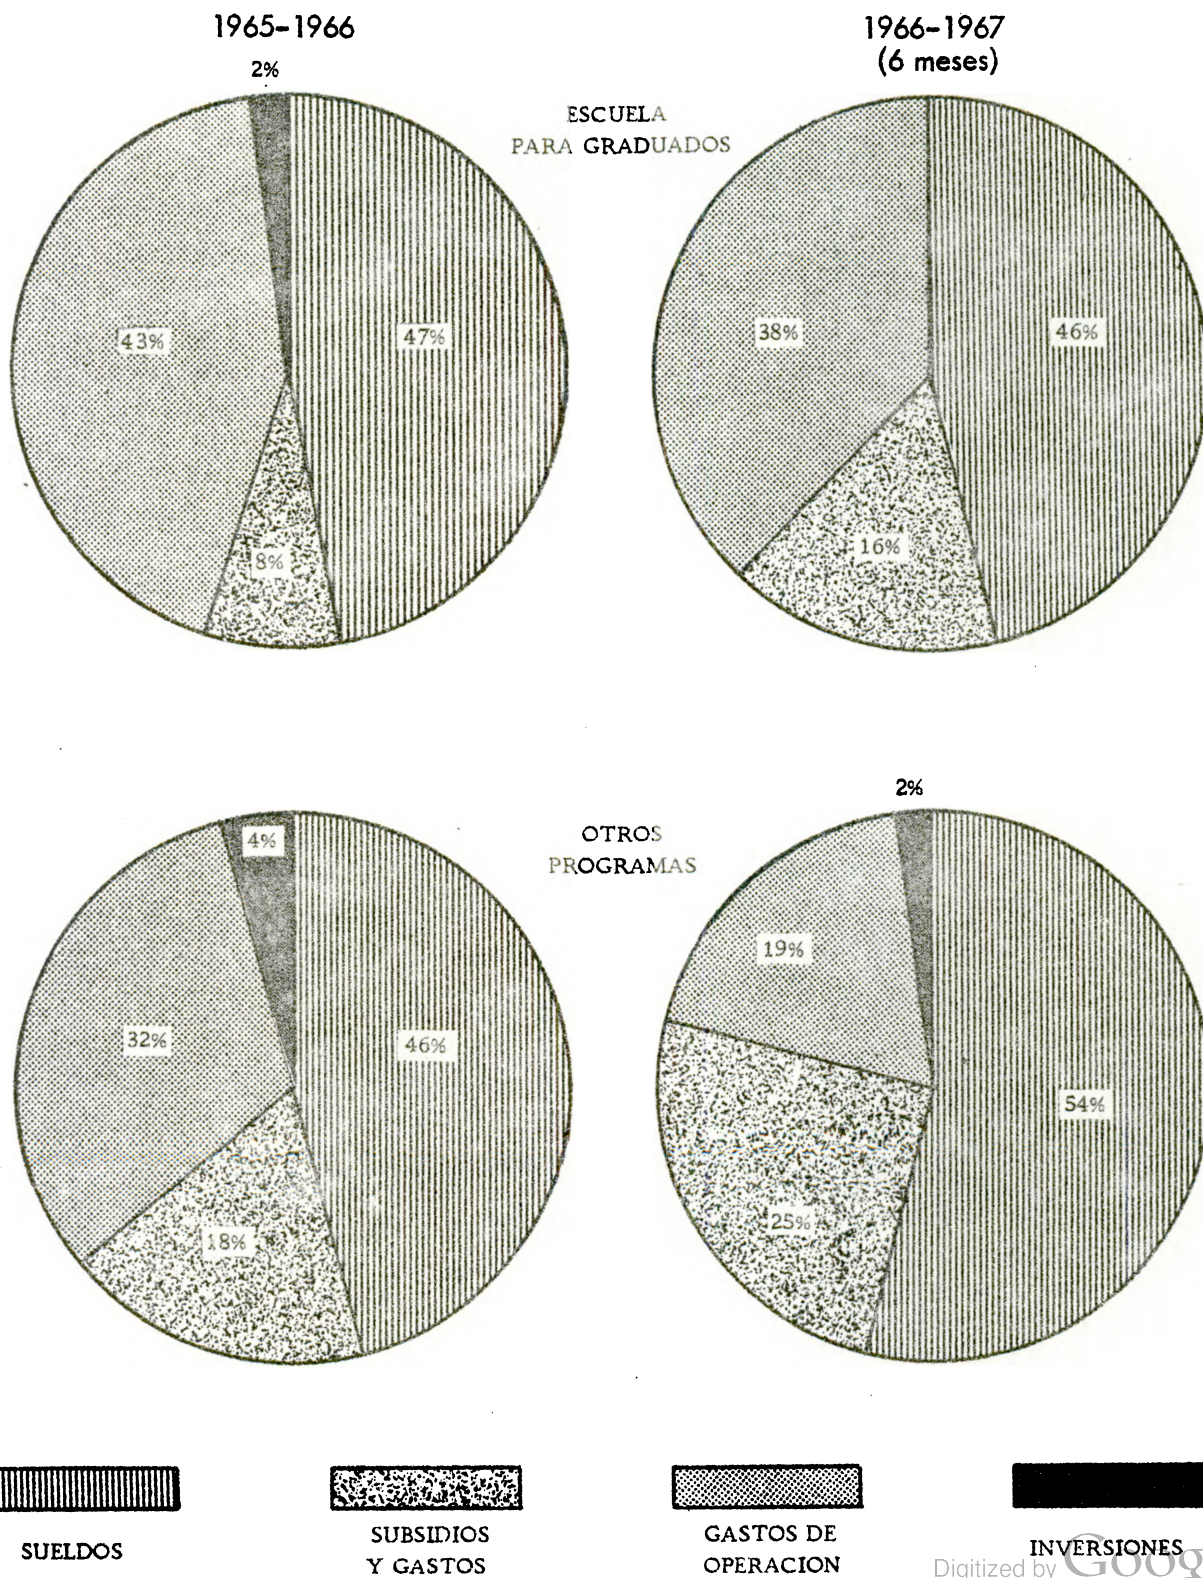 1965-1966
1966-1967
(6 meses)
2%
ESCUELA
PARA GRADUADOS
43%
47%
38%
46%
8%
16%
2%
OTROS
PROGRAMAS
4%
32%
46%
19%
54%
18%
25%
SUELDOS
SUBSIDIOS
Y GASTOS
GASTOS DE
OPERACION
INVERSIONES
Digitized by